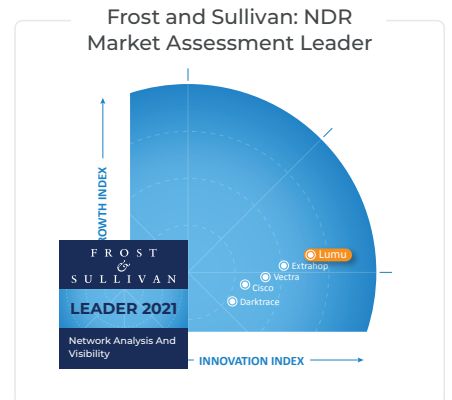 Frost and Sullivan: NDR
Market Assessment Leader
ROWTH INDEX
Lumu
Extrahop
Vectra
Cisco
Darktrace
FROST
&
SULLIVAN
LEADER 2021
Network Analysis And
Visibility
INNOVATION INDEX